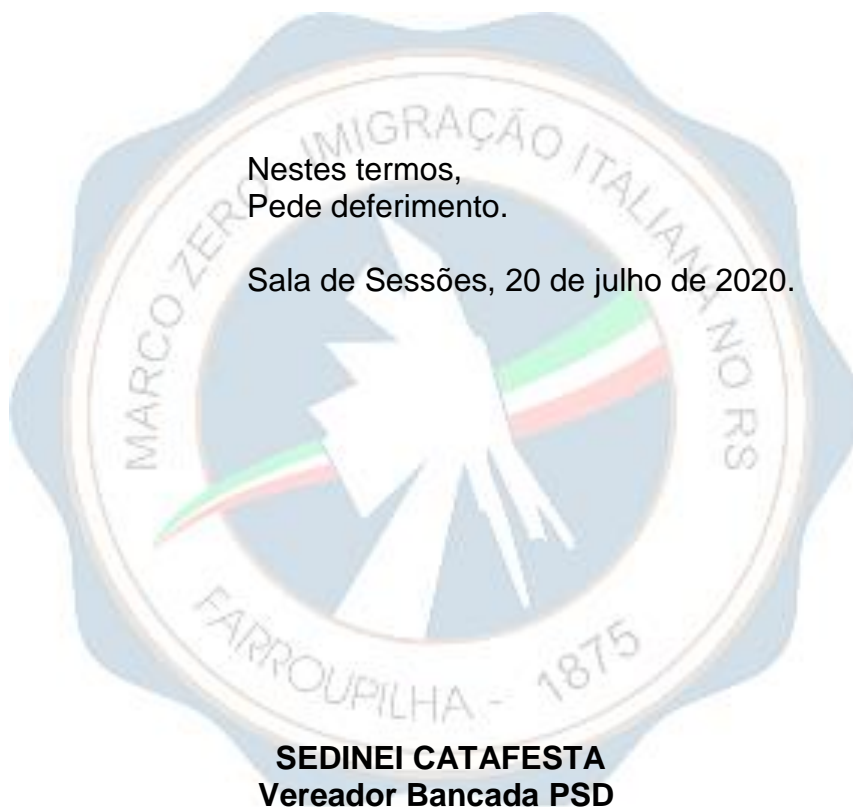 MARCO ZERO IMIGRAÇÃO ITALIANA NO RS
Nestes termos,
Pede deferimento.
Sala de Sessões, 20 de julho de 2020.
FARROUPILHA - 1875
SEDINEI CATAFESTA
Vereador Bancada PSD